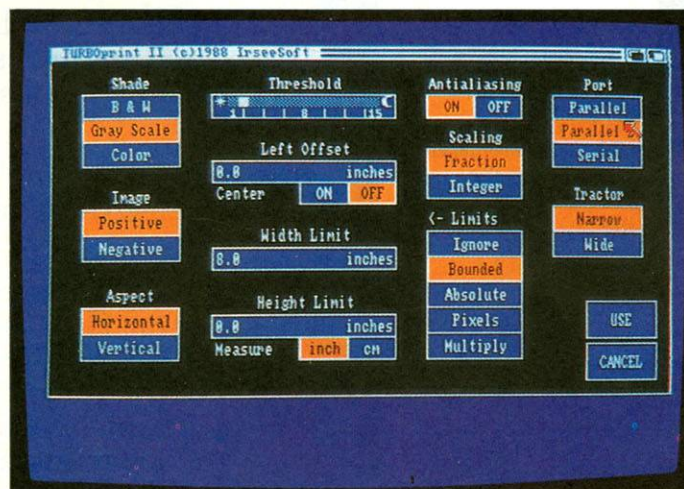 TURBOprint II (c)1988 IrseeSoft
Shade
B & W
Gray Scale
Color
Image
Positive
Negative
Aspect
Horizontal
Vertical
Threshold
1 8 15
Left Offset
0.0 inches
Center ON OFF
Width Limit
8.0 inches
Height Limit
0.0 inches
Measure inch cm
Antialiasing
ON OFF
Scaling
Fraction
Integer
<- Limits
Ignore
Bounded
Absolute
Pixels
Multiply
Port
Parallel
Parallel
Serial
Tractor
Narrow
Wide
USE
CANCEL